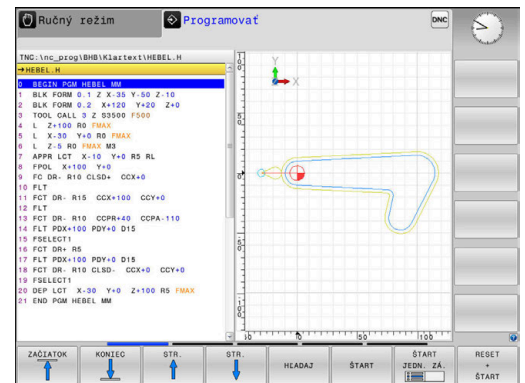 Ručný režim
Programovať
DNC
TNC:\nc_prog\BHB\Klartext\HEBEL.H
→HEBEL.H
0 BEGIN PGM HEBEL MM
1 BLK FORM 0.1 Z X-35 Y-50 Z-10
2 BLK FORM 0.2 X+120 Y+20 Z+0
3 TOOL CALL 3 Z S3500 F500
4 L Z+100 R0 FMAX
5 L X-30 Y+0 R0 FMAX
6 L Z-5 R0 FMAX M3
7 APPR LCT X-10 Y+0 R5 RL
8 FPOL X+100 Y+0
9 FC DR- R10 CLSD+ CCX+0
10 FLT
11 FCT DR- R15 CCX+100 CCY+0
12 FLT
13 FCT DR- R10 CCPR+40 CCPA-110
14 FLT PDX+100 PDY+0 D15
15 FSELECT1
16 FCT DR+ R5
17 FLT PDX+100 PDY+0 D15
18 FCT DR- R10 CLSD- CCX+0 CCY+0
19 FSELECT1
20 DEP LCT X-30 Y+0 Z+100 R5 FMAX
21 END PGM HEBEL MM
Y
X
0
50
100
ZAČIATOK
KONIEC
STR.
STR.
HĽADAJ
ŠTART
ŠTART
JEDN. ZÁ.
RESET
+
ŠTART